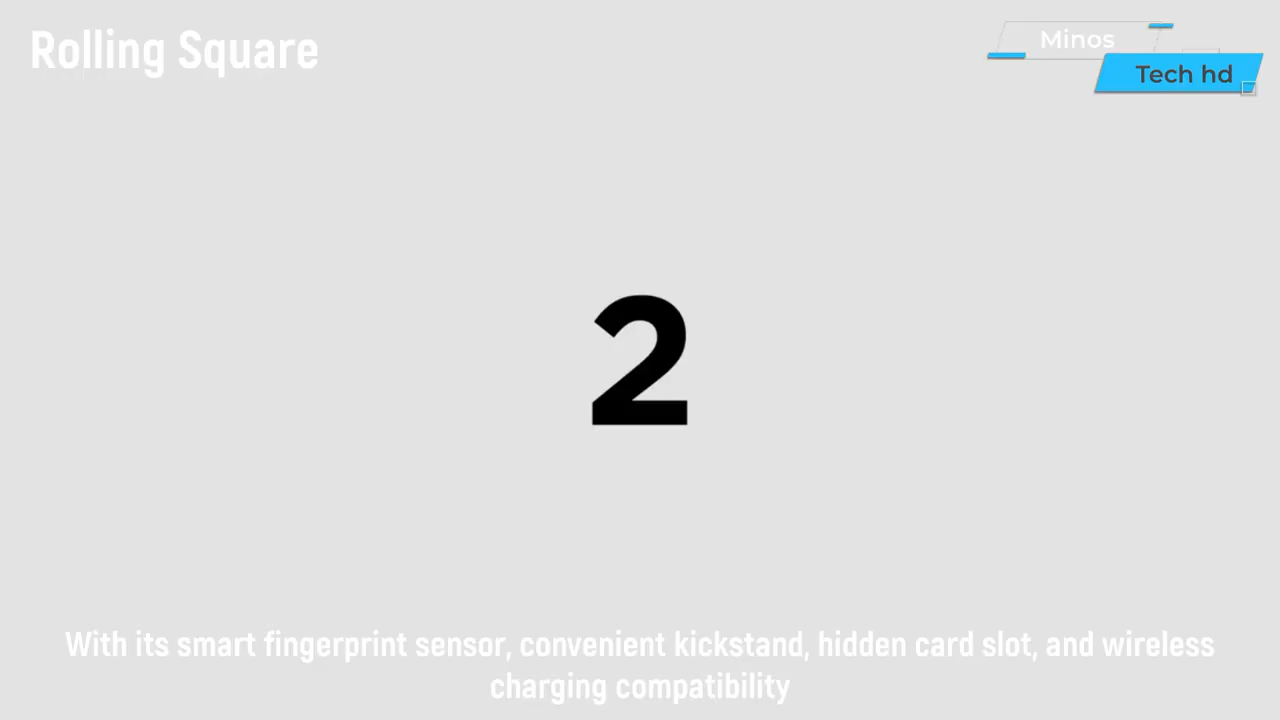 Rolling Square
Minos
Tech hd
2
With its smart fingerprint sensor, convenient kickstand, hidden card slot, and wireless
charging compatibility